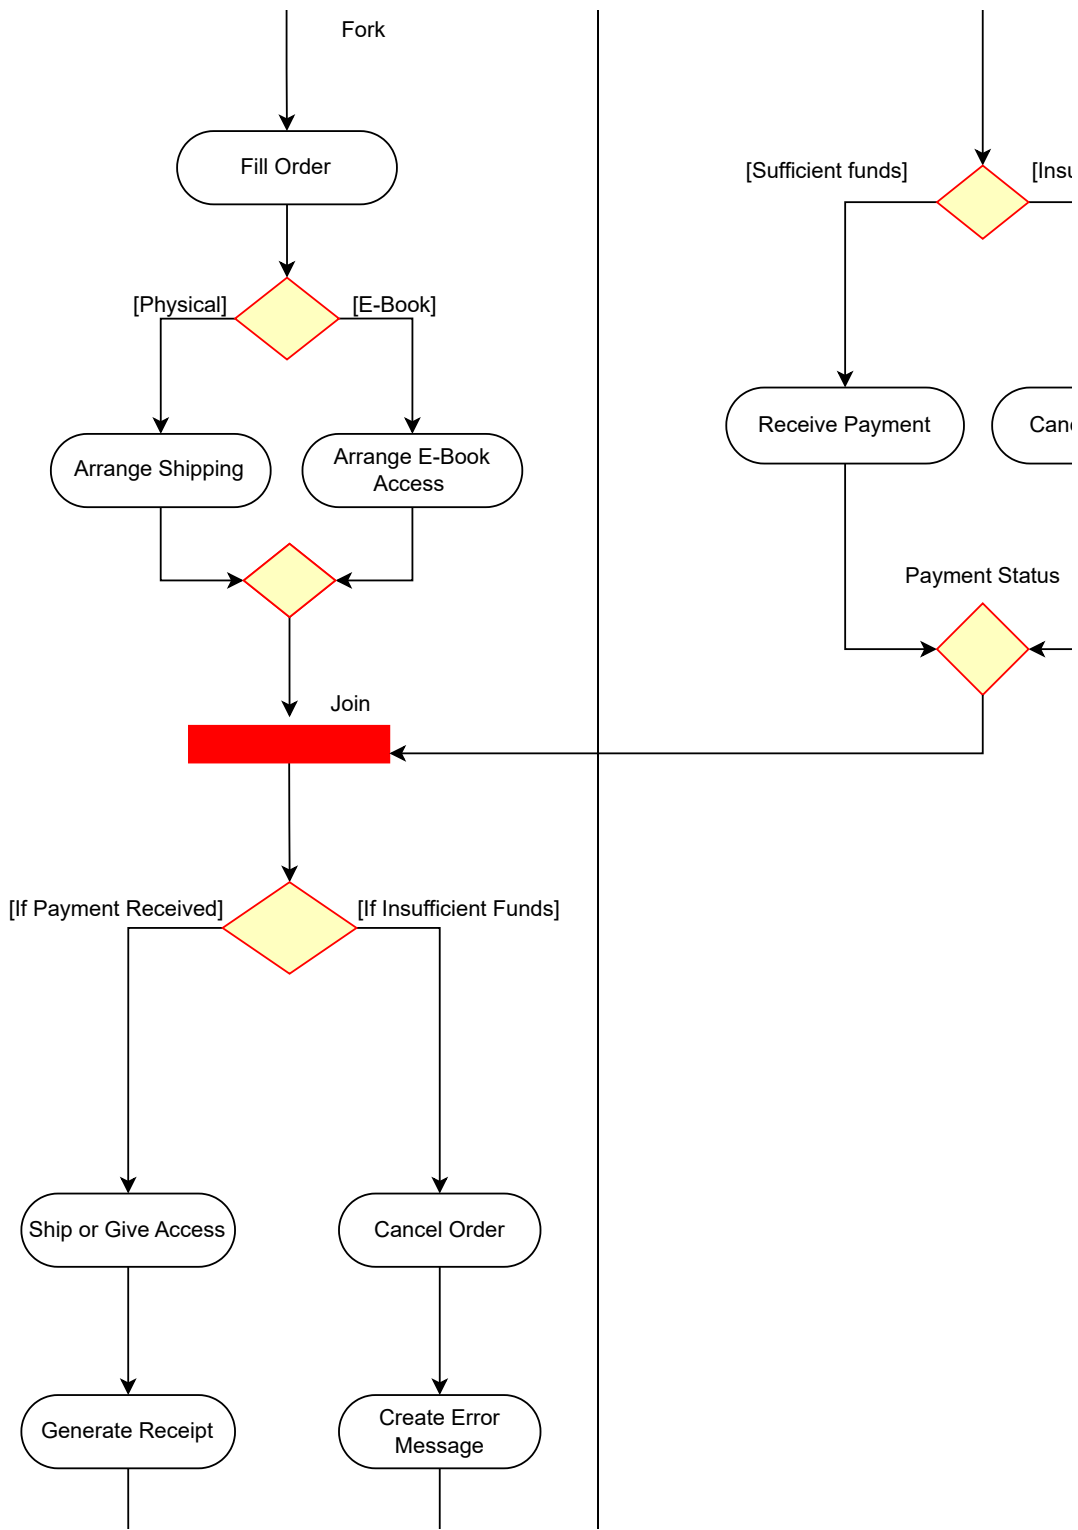 Fork
Fill Order
[Sufficient funds]
[Physical]
[E-Book]
Receive Payment
Arrange Shipping
Arrange E-Book
Access
Payment Status
Join
[If Payment Received]
[If Insufficient Funds]
Ship or Give Access
Cancel Order
Generate Receipt
Create Error
Message